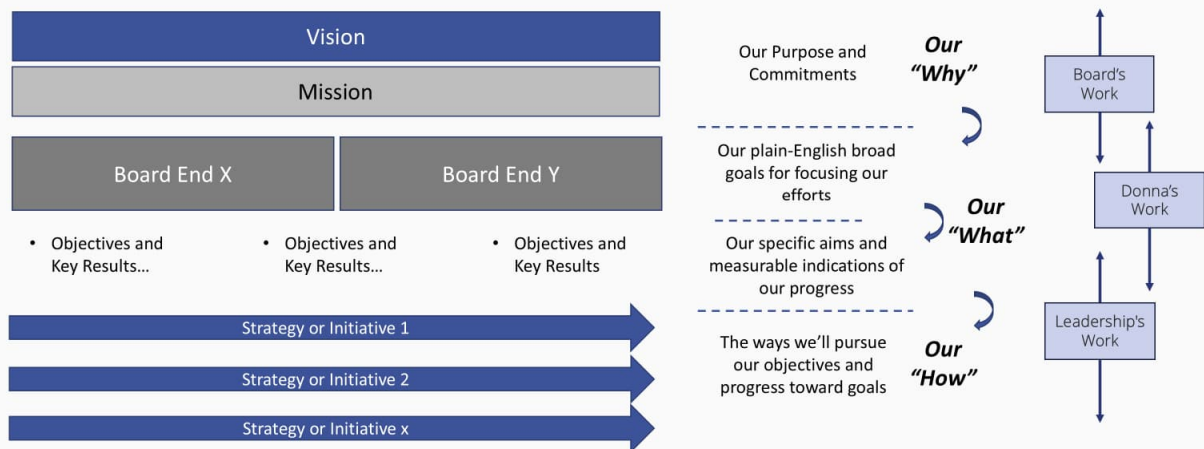 Vision
Mission
Board End X
Board End Y
• Objectives and
Key Results...
• Objectives and
Key Results...
• Objectives and
Key Results
Strategy or Initiative 1
Strategy or Initiative 2
Strategy or Initiative x
Our Purpose and
Commitments
Our
“Why”
Our plain-English broad
goals for focusing our
efforts
Our
“What”
Our specific aims and
measurable indications of
our progress
The ways we’ll pursue
our objectives and
progress toward goals
Our
“How”
Board's
Work
Donna’s
Work
Leadership's
Work